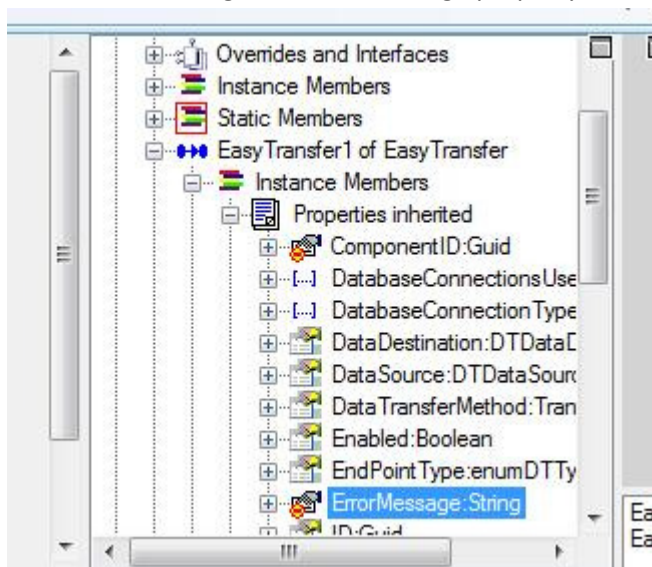 Overrides and Interfaces
Instance Members
Static Members
EasyTransfer1 of EasyTransfer
Instance Members
Properties inherited
ComponentID:Guid
DatabaseConnectionsUse
DatabaseConnectionType
DataDestination:DTDataD
DataSource:DTDataSour
DataTransferMethod:Tran
Enabled:Boolean
EndPointType:enumDTTy
ErrorMessage:String
ID:Guid
Ea
Ea